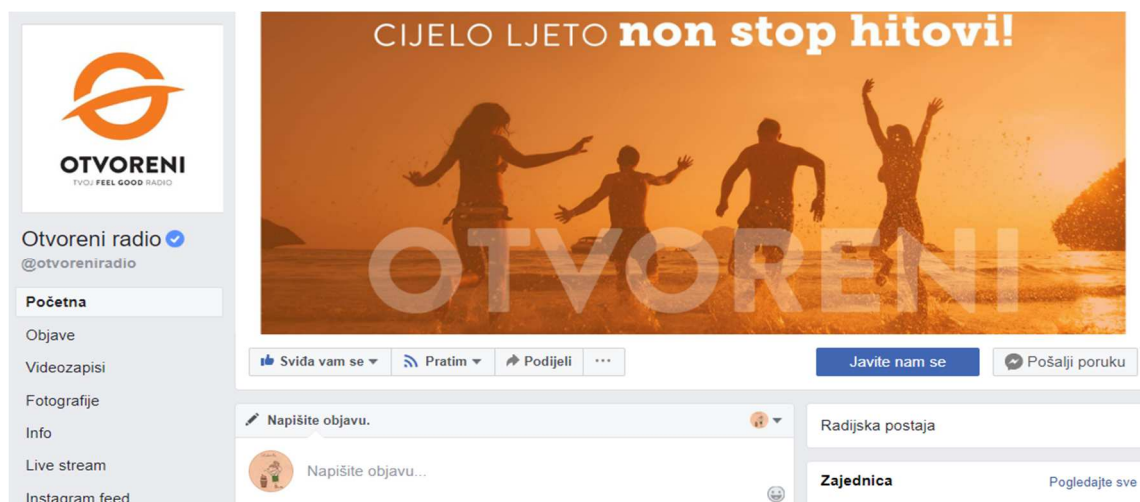 CIJELO LJETO non stop hitovi!
OTVORENI
OTVORENI
TVOJ FEEL GOOD RADIO
Otvoreni radio
@otvoreniradio
Početna
Objave
Videozapisi
Fotografije
Info
Live stream
Instagram feed
Sviđa vam se
Pratim
Podijeli
...
Javite nam se
Pošalji poruku
Napišite objavu.
Napišite objavu...
Radijska postaja
Zajednica
Pogledajte sve